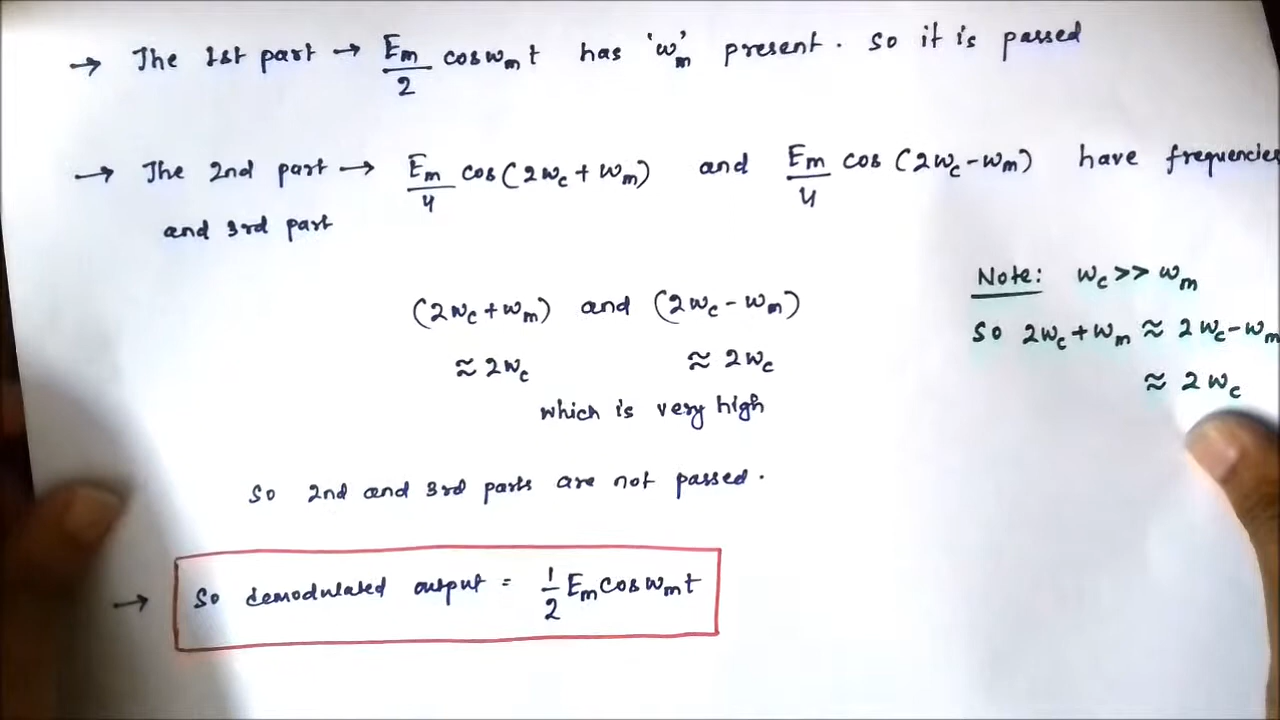 → The 1st part → Em/2 cos wmt has 'wm' present. So it is passed
→ The 2nd part → Em/4 cos(2wc + wm) and Em/4 cos (2wc - wm) have frequencies
and 3rd part
(2wc + wm) and (2wc - wm)
≈ 2wc ≈ 2wc
which is very high
Note: wc >> wm
So 2wc + wm ≈ 2wc - wm
≈ 2wc
So 2nd and 3rd parts are not passed.
→ So demodulated output = 1/2 Em cos wmt